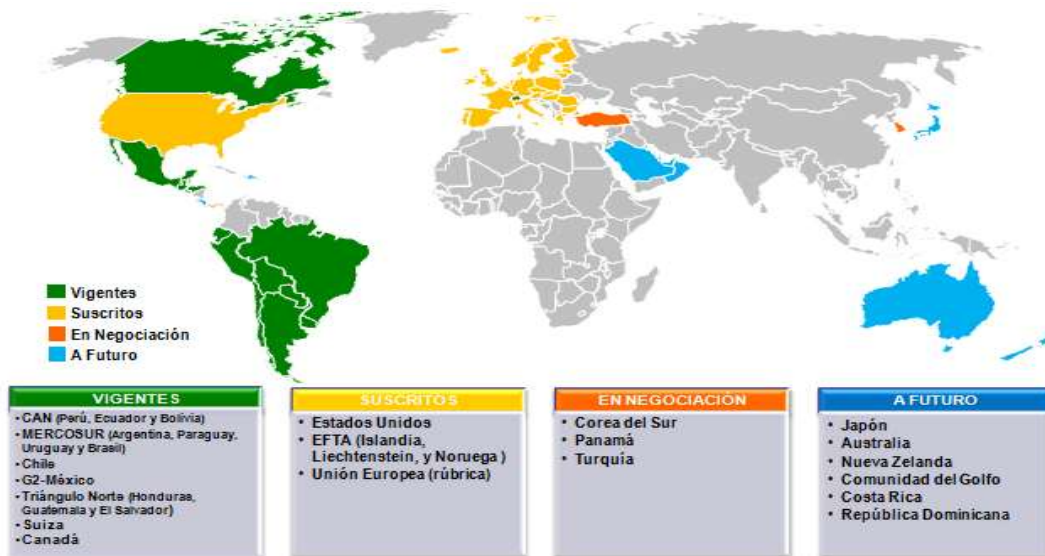 Vigentes
Suscritos
En Negociación
A Futuro
VIGENTES
• CAN (Perú, Ecuador y Bolivia)
• MERCOSUR (Argentina, Paraguay,
Uruguay y Brasil)
• Chile
• G2-México
• Triángulo Norte (Honduras,
Guatemala y El Salvador)
• Suiza
• Canadá
SUSCRITOS
• Estados Unidos
• EFTA (Islandia,
Liechtenstein, y Noruega )
• Unión Europea (rúbrica)
EN NEGOCIACIÓN
• Corea del Sur
• Panamá
• Turquía
A FUTURO
• Japón
• Australia
• Nueva Zelanda
• Comunidad del Golfo
• Costa Rica
• República Dominicana